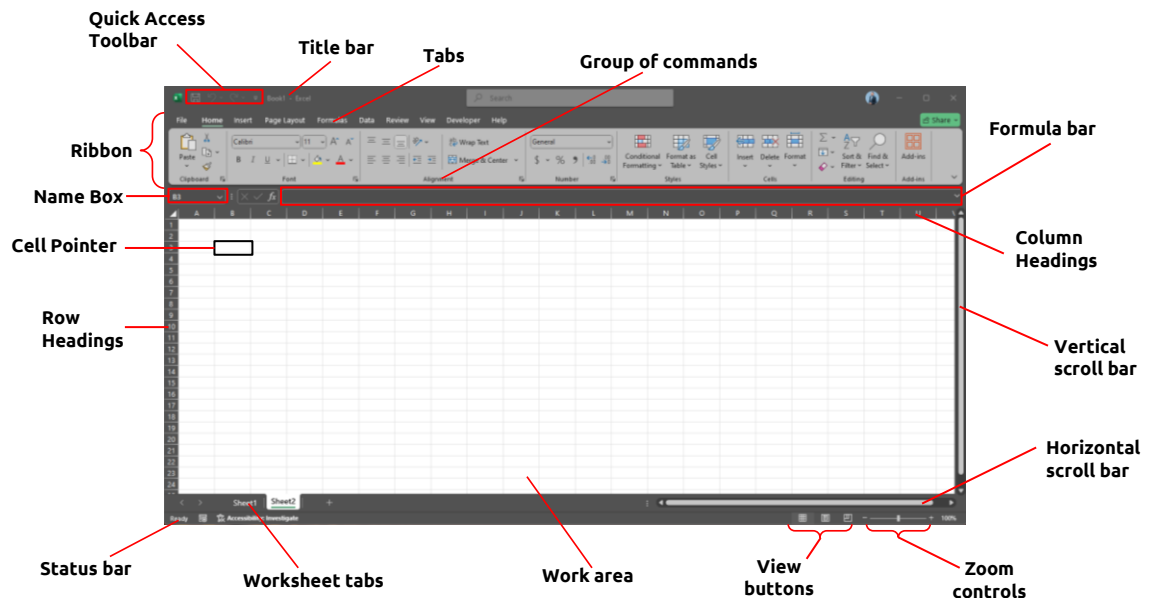 Quick Access
Toolbar
Title bar
Tabs
Group of commands
Book1 - Excel
Search
File Home Insert Page Layout Formulas Data Review View Developer Help
Share
Ribbon
Formula bar
Paste
Calibri
11
Wrap Text
General
Merge & Center
Conditional
Formatting
Format as
Table
Cell
Styles
Insert
Delete
Format
Sort &
Filter
Find &
Select
Add-ins
Clipboard
Font
Alignment
Number
Styles
Cells
Editing
Add-ins
Name Box
B3
fx
A B C D E F G H I J K L M N O P Q R S T U
1
2
3
Cell Pointer
4
5
6
7
8
9
10
11
12
13
14
15
16
17
18
19
20
21
22
23
24
Column
Headings
Row
Headings
Vertical
scroll bar
Horizontal
scroll bar
Sheet1 Sheet2 +
Ready
Accessibility: Investigate
100%
Status bar
Worksheet tabs
Work area
View
buttons
Zoom
controls